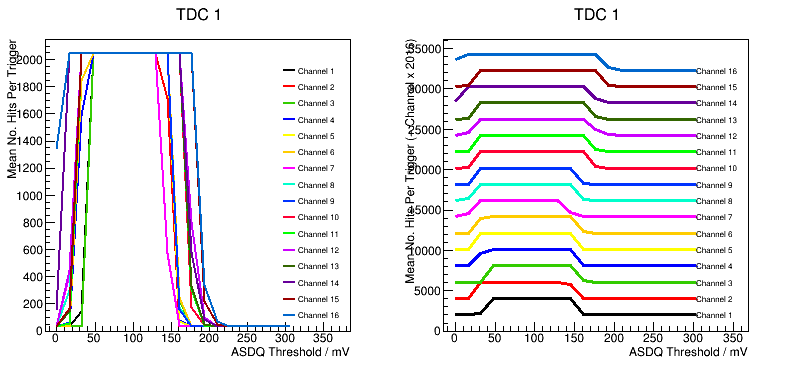 TDC 1
Mean No. Hits Per Trigger
2000
1800
1600
1400
1200
1000
800
600
400
200
0
0 50 100 150 200 250 300 350
ASDQ Threshold / mV
Channel 1
Channel 2
Channel 3
Channel 4
Channel 5
Channel 6
Channel 7
Channel 8
Channel 9
Channel 10
Channel 11
Channel 12
Channel 13
Channel 14
Channel 15
Channel 16
TDC 1
Mean No. Hits Per Trigger (+ Channel x 2016)
35000
30000
25000
20000
15000
10000
5000
0
0 50 100 150 200 250 300 350
ASDQ Threshold / mV
Channel 16
Channel 15
Channel 14
Channel 13
Channel 12
Channel 11
Channel 10
Channel 9
Channel 8
Channel 7
Channel 6
Channel 5
Channel 4
Channel 3
Channel 2
Channel 1